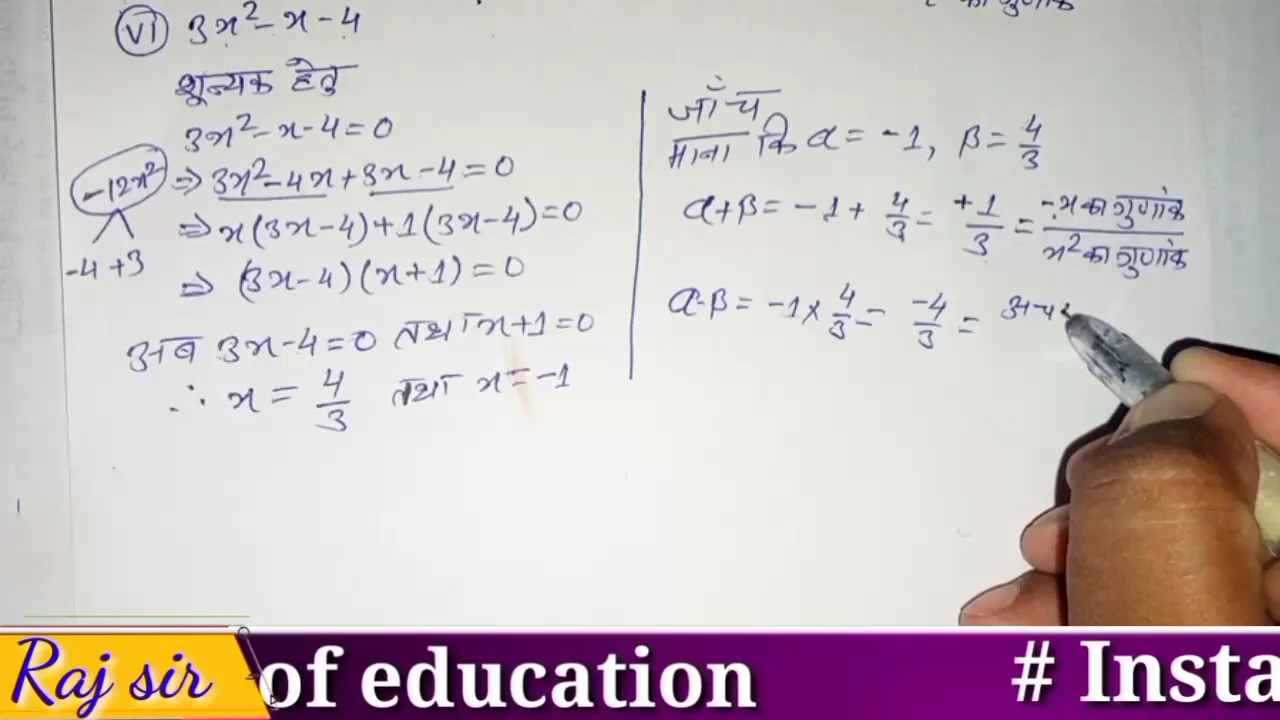 (vi) 3x² - x - 4
शून्यक हेतु
3x² - x - 4 = 0
-12x² ⇒ 3x² - 4x + 3x - 4 = 0
⇒ x(3x - 4) + 1(3x - 4) = 0
-4 +3
⇒ (3x - 4)(x + 1) = 0
अब 3x - 4 = 0 तथा x + 1 = 0
∴ x = 4/3 तथा x = -1
का गुणांक
जाँच
माना कि α = -1, β = 4/3
α + β = -1 + 4/3 = +1/3 = -x का गुणांक / x² का गुणांक
α·β = -1 × 4/3 = -4/3 = अच
Raj sir
of education
# Insta